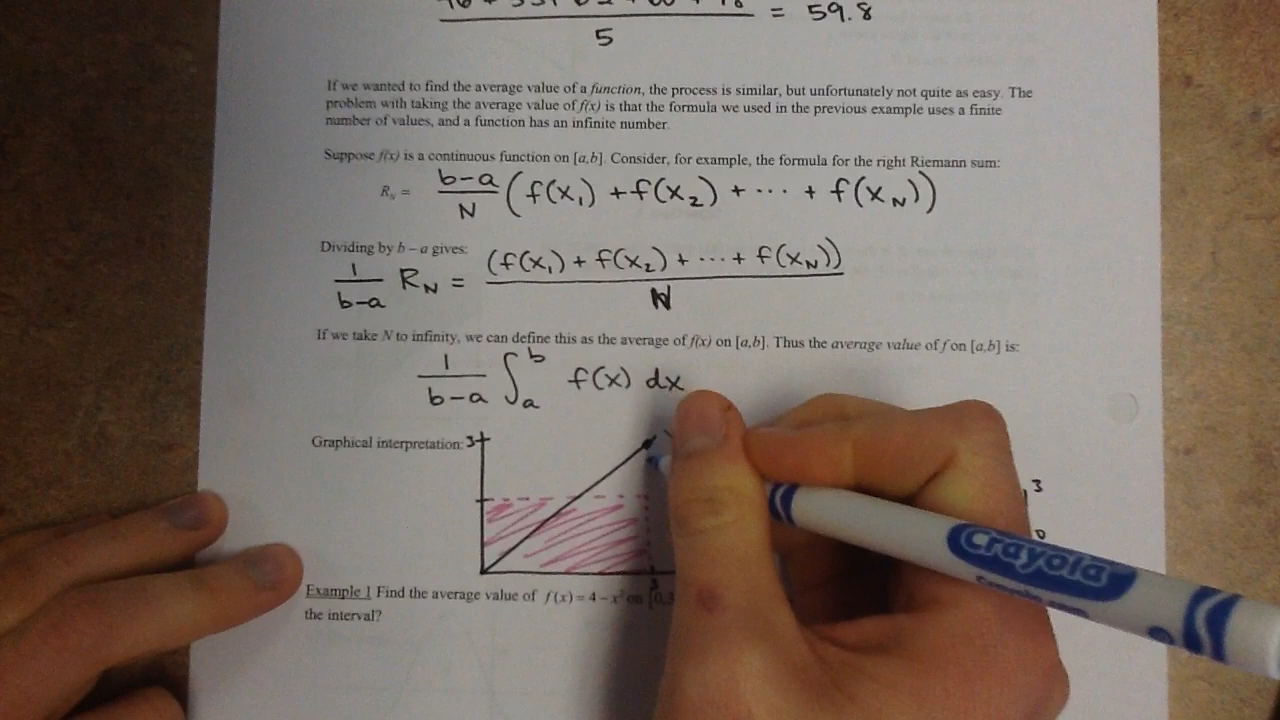 = 59.8
5
If we wanted to find the average value of a function, the process is similar, but unfortunately not quite as easy. The
problem with taking the average value of f(x) is that the formula we used in the previous example uses a finite
number of values, and a function has an infinite number.
Suppose f(x) is a continuous function on [a,b]. Consider, for example, the formula for the right Riemann sum:
R_N = (b-a)/N (f(x₁) + f(x₂) + ··· + f(x_N))
Dividing by b – a gives:
1/(b-a) R_N = (f(x₁) + f(x₂) + ··· + f(x_N))/N
If we take N to infinity, we can define this as the average of f(x) on [a,b]. Thus the average value of f on [a,b] is:
1/(b-a) ∫_a^b f(x) dx
Graphical interpretation: 3
3
3
0
Example 1 Find the average value of f(x) = 4 – x² on [0,3
the interval?
Crayola